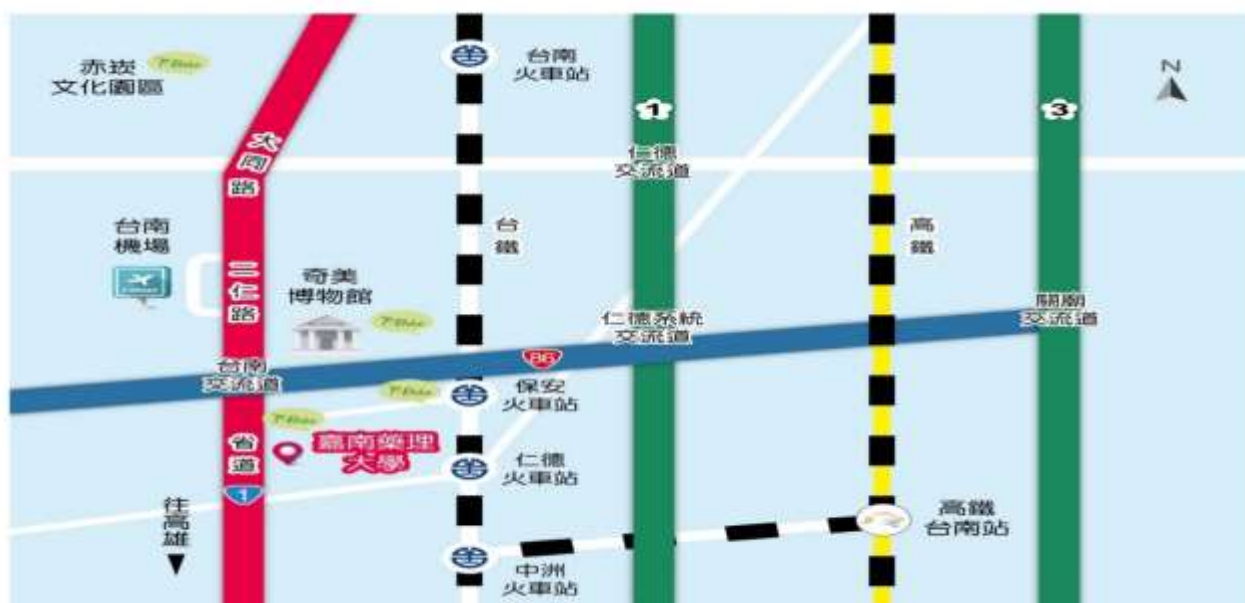 赤崁
文化園區
台南
火車站
N
1
3
大同路
仁德
交流道
台南
機場
台鐵
高鐵
二仁路
奇美
博物館
仁德系統
交流道
關廟
交流道
86
台南
交流道
保安
火車站
嘉南藥理
大學
省道
仁德
火車站
1
往高雄
高鐵
台南站
中洲
火車站